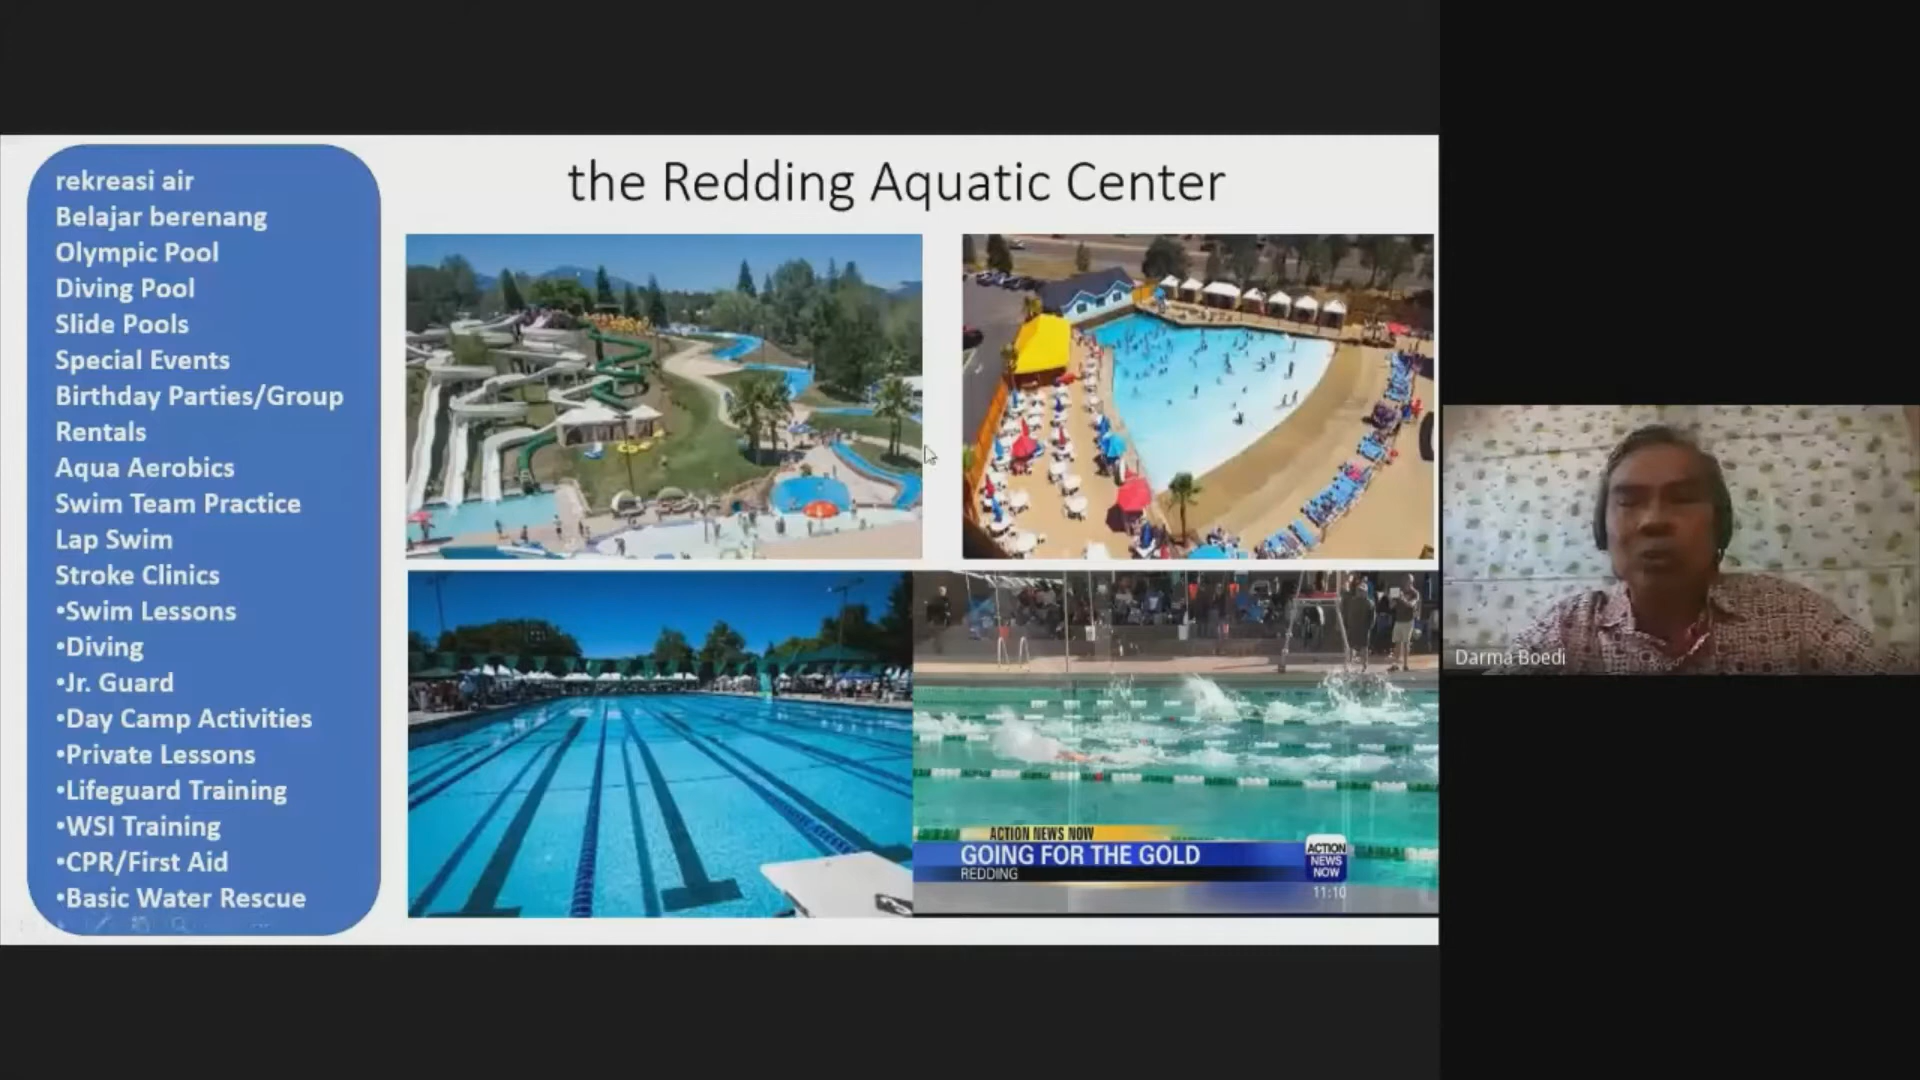 the Redding Aquatic Center
rekreasi air
Belajar berenang
Olympic Pool
Diving Pool
Slide Pools
Special Events
Birthday Parties/Group
Rentals
Aqua Aerobics
Swim Team Practice
Lap Swim
Stroke Clinics
•Swim Lessons
•Diving
•Jr. Guard
•Day Camp Activities
•Private Lessons
•Lifeguard Training
•WSI Training
•CPR/First Aid
•Basic Water Rescue
ACTION NEWS NOW
GOING FOR THE GOLD
REDDING
ACTION
NEWS
NOW
11:10
Darma Boedi